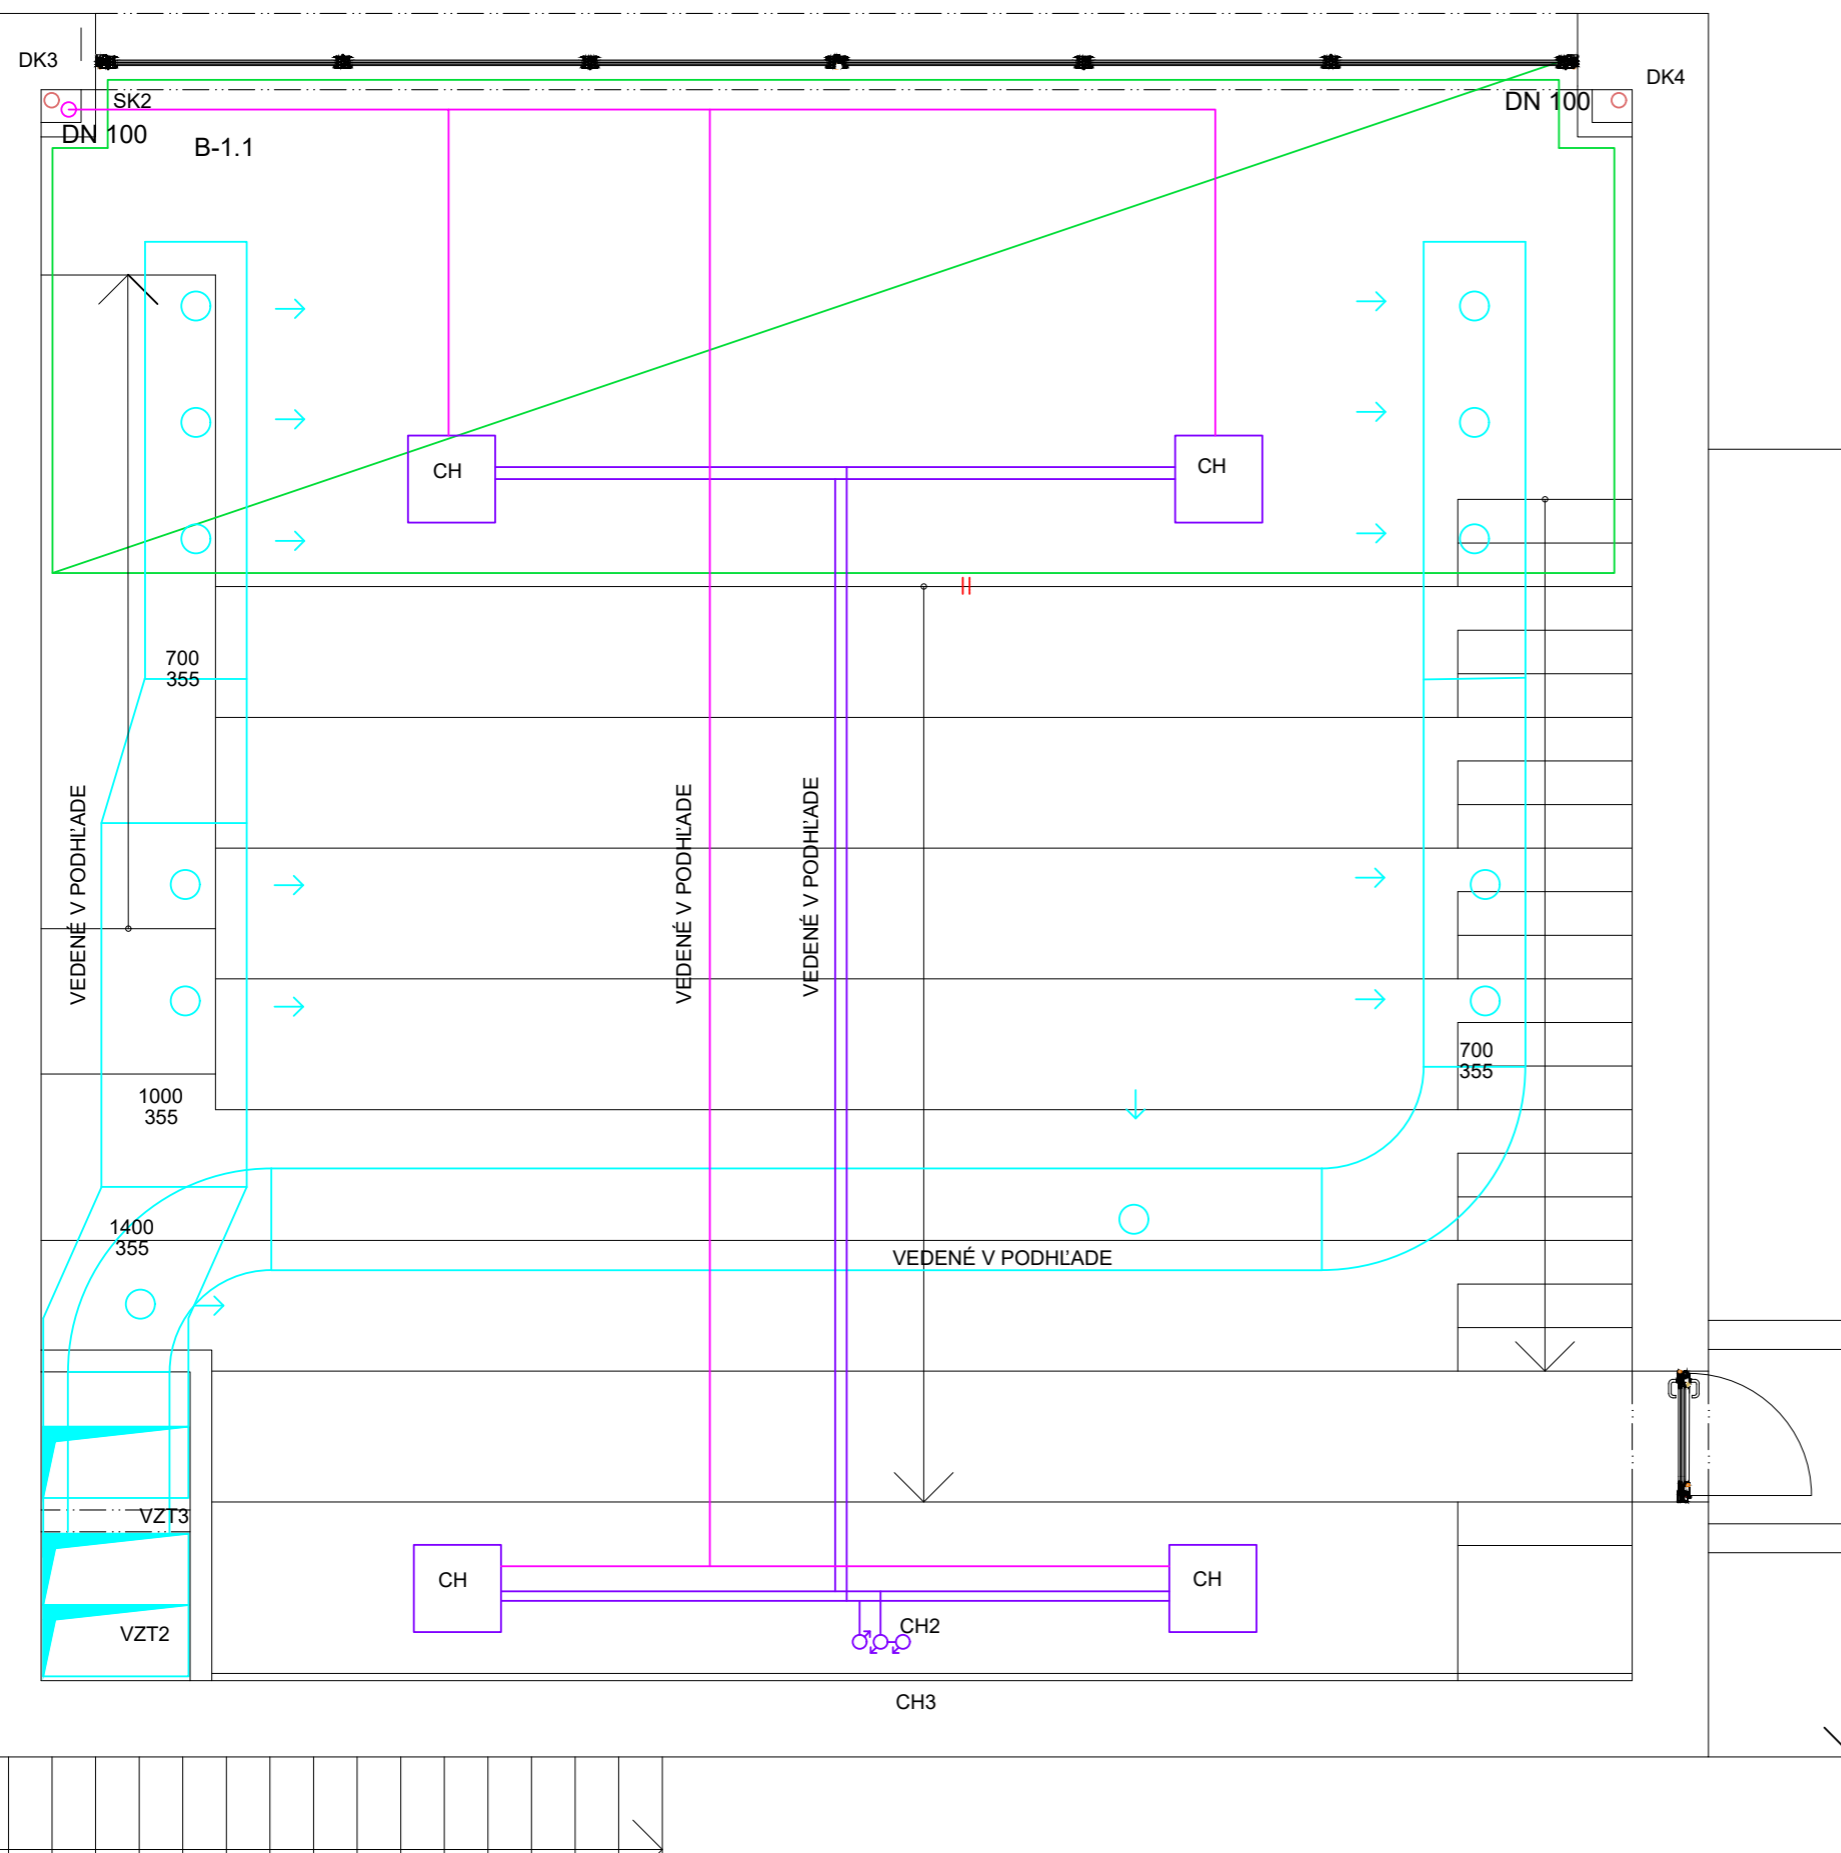 DK3
DK4
SK2
DN 100
DN 100
B-1.1
CH
CH
700
355
VEDENÉ V PODHĽADE
VEDENÉ V PODHĽADE
VEDENÉ V PODHĽADE
700
355
1000
355
1400
355
VEDENÉ V PODHĽADE
VZT3
CH
CH
VZT2
CH2
CH3